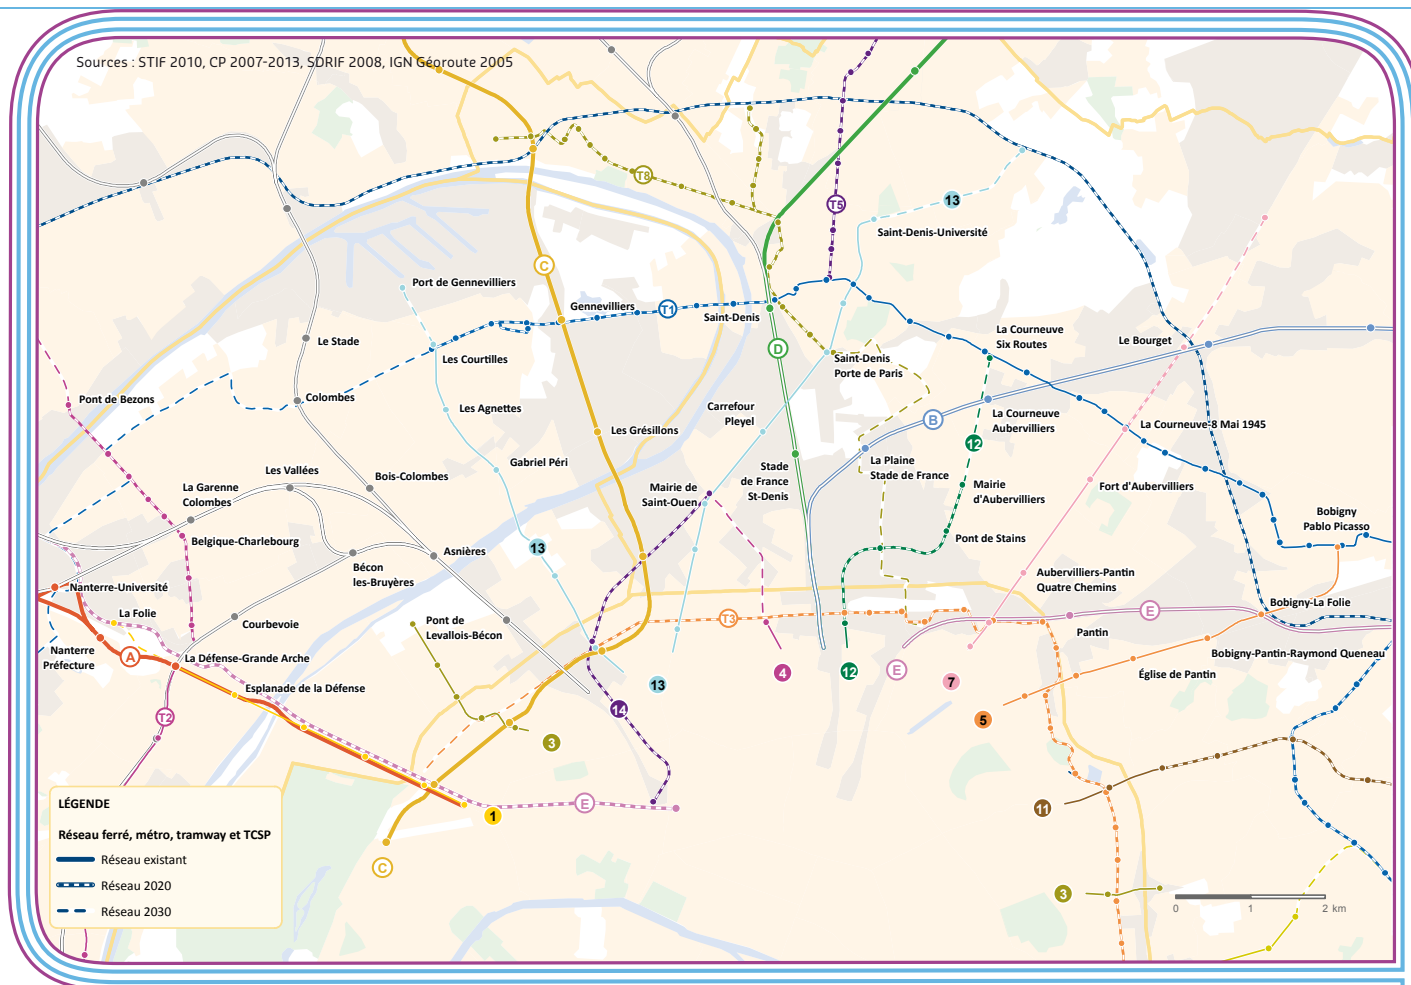 Sources : STIF 2010, CP 2007-2013, SDRIF 2008, IGN Géoroute 2005
T8
13
T5
Saint-Denis-Université
C
Port de Gennevilliers
Gennevilliers
T1
Saint-Denis
Le Stade
Les Courtilles
D
Saint-Denis
Porte de Paris
La Courneuve
Six Routes
Le Bourget
Pont de Bezons
Colombes
Les Agnettes
Carrefour
Pleyel
B
La Courneuve
Aubervilliers
La Courneuve-8 Mai 1945
Les Grésillons
12
Gabriel Péri
Les Vallées
Bois-Colombes
La Garenne
Colombes
Mairie de
Saint-Ouen
Stade
de France
St-Denis
La Plaine
Stade de France
Mairie
d'Aubervilliers
Fort d'Aubervilliers
Bobigny
Pablo Picasso
Belgique-Charlebourg
Asnières
13
Pont de Stains
Bécon
les-Bruyères
Aubervilliers-Pantin
Quatre Chemins
Nanterre-Université
La Folie
Courbevoie
Pont de
Levallois-Bécon
T3
E
Bobigny-La Folie
Pantin
Nanterre
Préfecture
A
La Défense-Grande Arche
Esplanade de la Défense
13
4
12
E
7
Église de Pantin
Bobigny-Pantin-Raymond Queneau
T2
14
5
3
E
1
11
C
3
LÉGENDE
Réseau ferré, métro, tramway et TCSP
Réseau existant
Réseau 2020
Réseau 2030
0 1 2 km